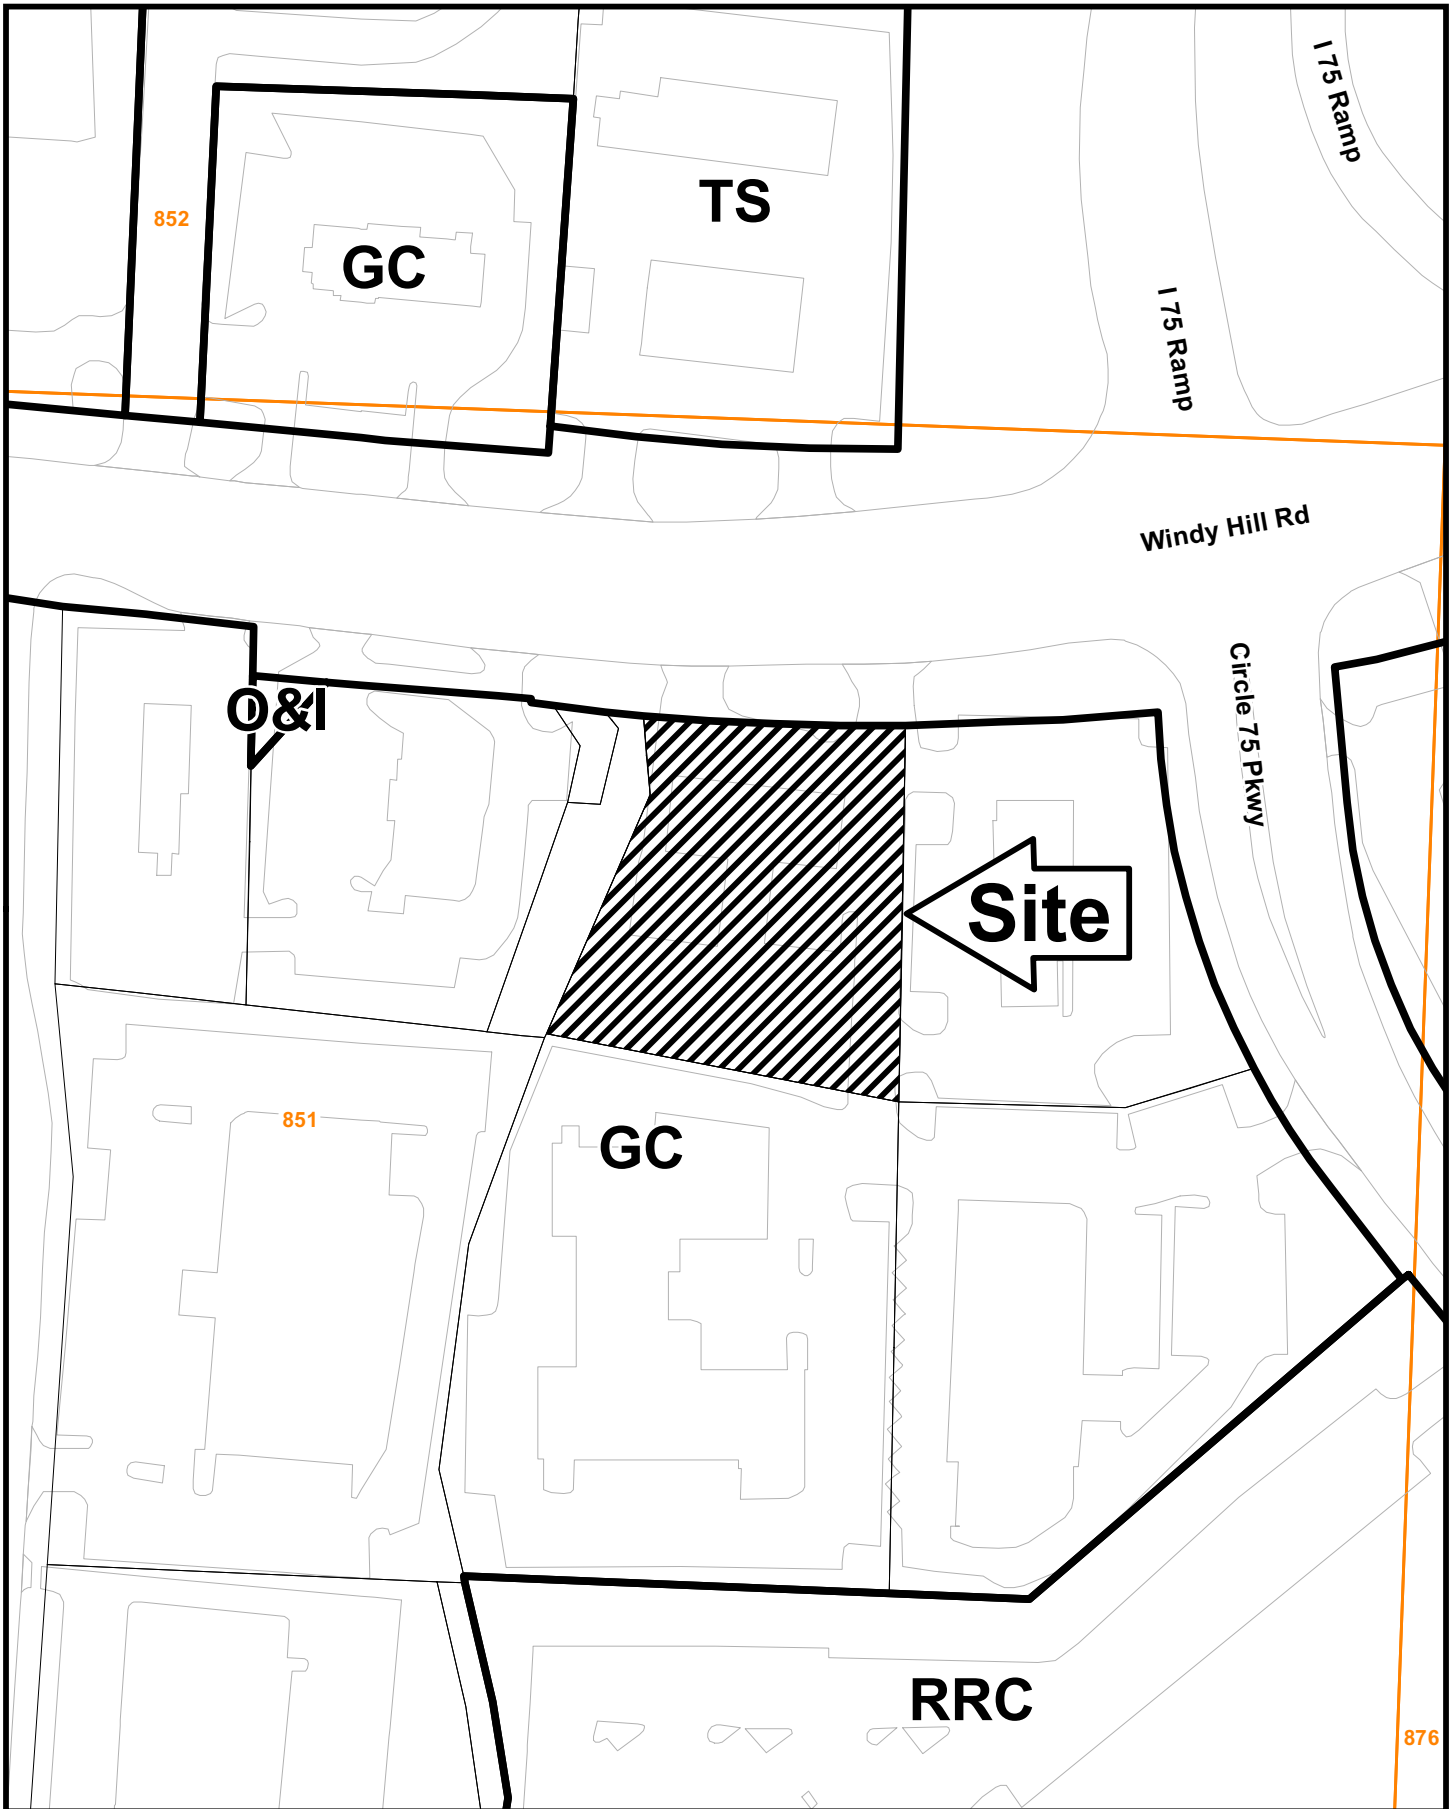 I 75 Ramp
TS
852
GC
I 75 Ramp
Windy Hill Rd
Circle 75 Pkwy
O&I
Site
851
GC
RRC
876